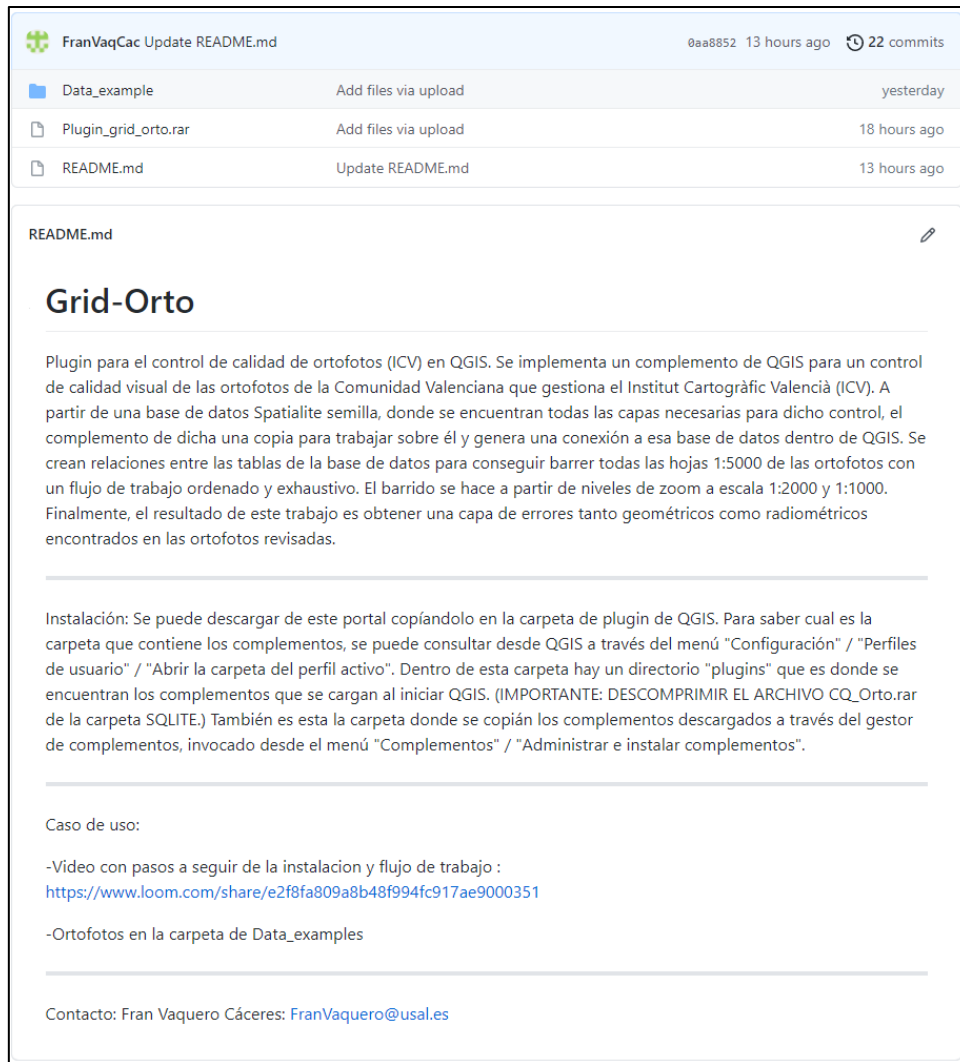 FranVaqCac Update README.md 0aa8852 13 hours ago 22 commits
Data_example Add files via upload yesterday
Plugin_grid_orto.rar Add files via upload 18 hours ago
README.md Update README.md 13 hours ago
README.md
Grid-Orto
Plugin para el control de calidad de ortofotos (ICV) en QGIS. Se implementa un complemento de QGIS para un control
de calidad visual de las ortofotos de la Comunidad Valenciana que gestiona el Institut Cartogràfic Valencià (ICV). A
partir de una base de datos Spatialite semilla, donde se encuentran todas las capas necesarias para dicho control, el
complemento de dicha una copia para trabajar sobre él y genera una conexión a esa base de datos dentro de QGIS. Se
crean relaciones entre las tablas de la base de datos para conseguir barrer todas las hojas 1:5000 de las ortofotos con
un flujo de trabajo ordenado y exhaustivo. El barrido se hace a partir de niveles de zoom a escala 1:2000 y 1:1000.
Finalmente, el resultado de este trabajo es obtener una capa de errores tanto geométricos como radiométricos
encontrados en las ortofotos revisadas.
Instalación: Se puede descargar de este portal copíandolo en la carpeta de plugin de QGIS. Para saber cual es la
carpeta que contiene los complementos, se puede consultar desde QGIS a través del menú "Configuración" / "Perfiles
de usuario" / "Abrir la carpeta del perfil activo". Dentro de esta carpeta hay un directorio "plugins" que es donde se
encuentran los complementos que se cargan al iniciar QGIS. (IMPORTANTE: DESCOMPRIMIR EL ARCHIVO CQ_Orto.rar
de la carpeta SQLITE.) También es esta la carpeta donde se copián los complementos descargados a través del gestor
de complementos, invocado desde el menú "Complementos" / "Administrar e instalar complementos".
Caso de uso:
-Video con pasos a seguir de la instalacion y flujo de trabajo :
https://www.loom.com/share/e2f8fa809a8b48f994fc917ae9000351
-Ortofotos en la carpeta de Data_examples
Contacto: Fran Vaquero Cáceres: FranVaquero@usal.es